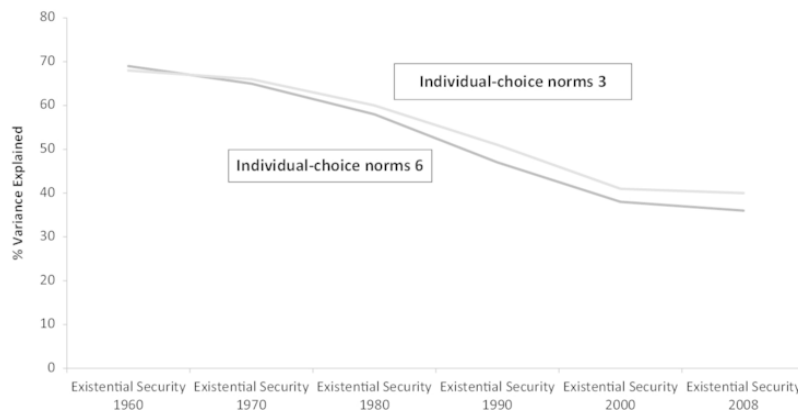 80
70
60
50
40
30
20
10
0
% Variance Explained
Individual-choice norms 3
Individual-choice norms 6
Existential Security Existential Security Existential Security Existential Security Existential Security Existential Security
1960 1970 1980 1990 2000 2008